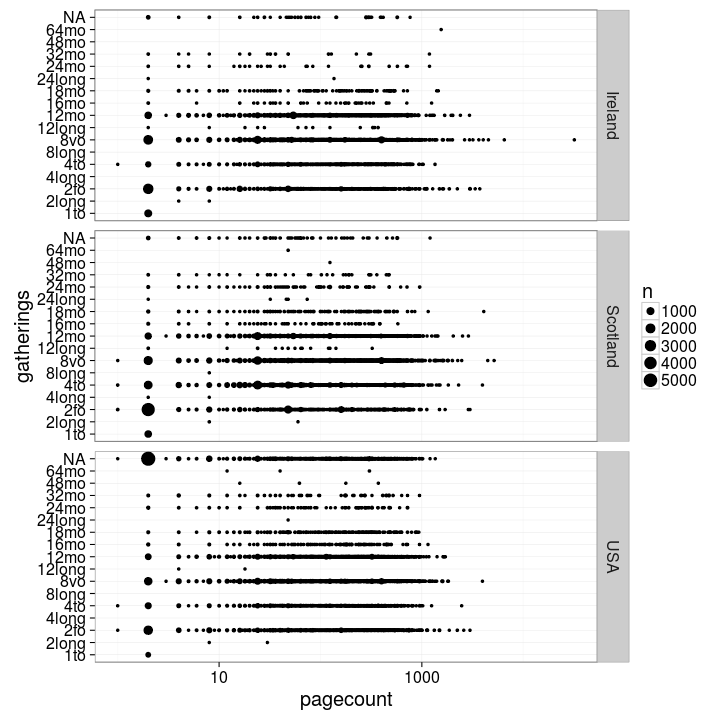 NA
64mo
48mo
32mo
24mo
24long
18mo
16mo
12mo
12long
8vo
8long
4to
4long
2fo
2long
1to
Ireland
NA
64mo
48mo
32mo
24mo
24long
18mo
16mo
12mo
12long
8vo
8long
4to
4long
2fo
2long
1to
Scotland
NA
64mo
48mo
32mo
24mo
24long
18mo
16mo
12mo
12long
8vo
8long
4to
4long
2fo
2long
1to
USA
gatherings
10
1000
pagecount
n
1000
2000
3000
4000
5000